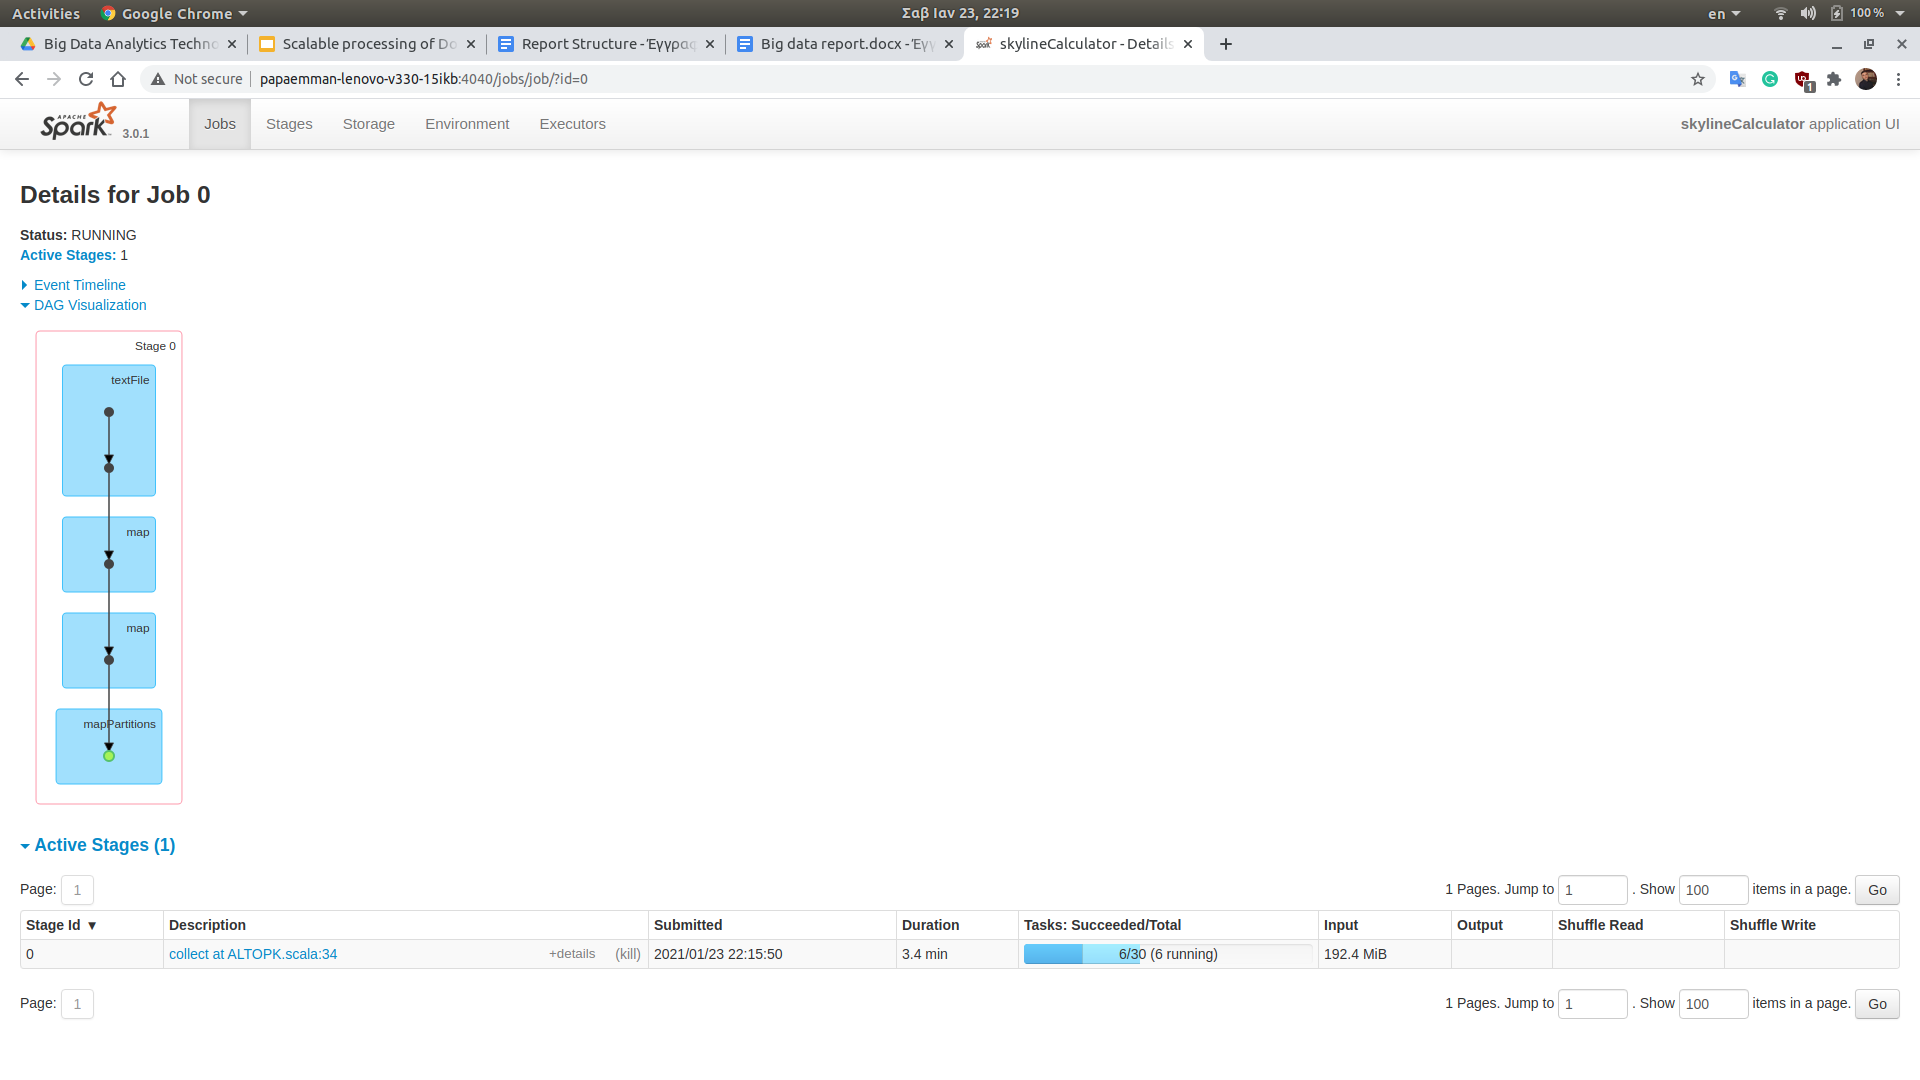 Activities Google Chrome Σαβ Ιαν 23, 22:19 en 100 %
Big Data Analytics Techno Scalable processing of Do Report Structure - Έγγρα Big data report.docx - Έγ skylineCalculator - Details
Not secure papaemman-lenovo-v330-15ikb:4040/jobs/job/?id=0 1
APACHE Spark 3.0.1 Jobs Stages Storage Environment Executors skylineCalculator application UI
Details for Job 0
Status: RUNNING
Active Stages: 1
Event Timeline
DAG Visualization
Stage 0
textFile
map
map
mapPartitions
Active Stages (1)
Page: 1 1 Pages. Jump to 1 . Show 100 items in a page. Go
Stage Id ▼ Description Submitted Duration Tasks: Succeeded/Total Input Output Shuffle Read Shuffle Write
0 collect at ALTOPK.scala:34 +details (kill) 2021/01/23 22:15:50 3.4 min 6/30 (6 running) 192.4 MiB
Page: 1 1 Pages. Jump to 1 . Show 100 items in a page. Go